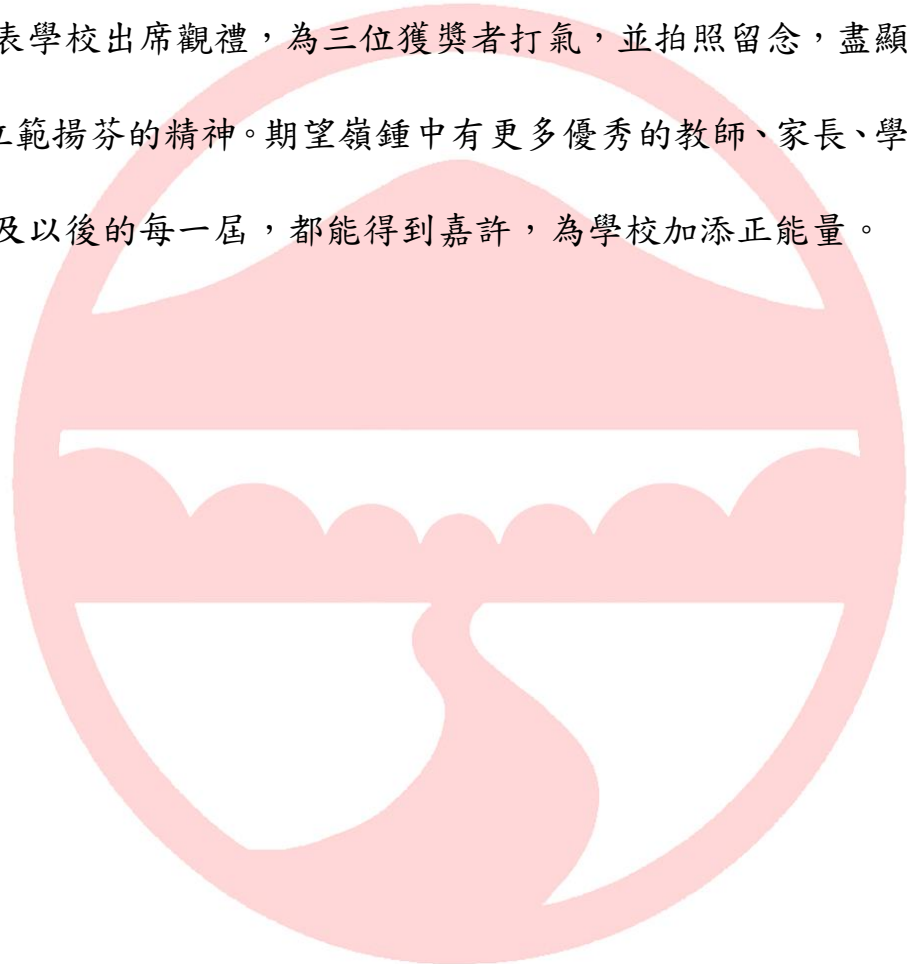 表學校出席觀禮，為三位獲獎者打氣，並拍照留念，盡顯
立範揚芬的精神。期望嶺鍾中有更多優秀的教師、家長、學
及以後的每一屆，都能得到嘉許，為學校加添正能量。